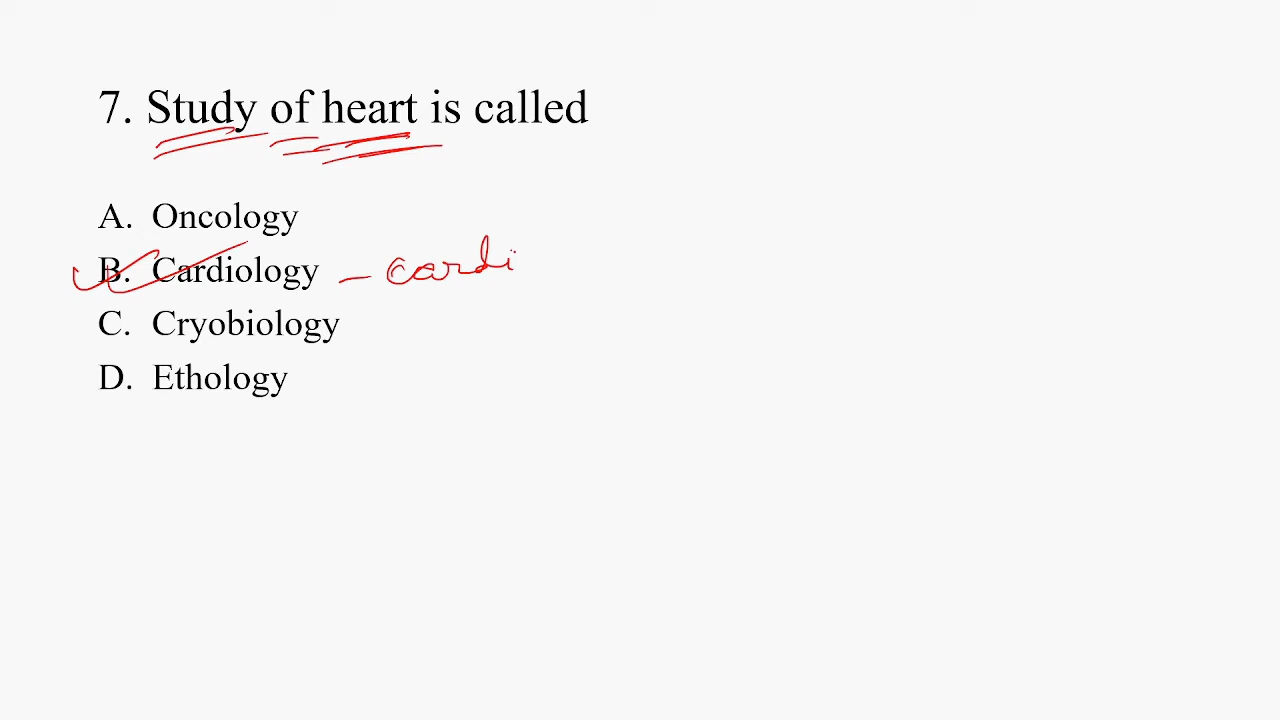 7. Study of heart is called
A. Oncology
B. Cardiology – cardi
C. Cryobiology
D. Ethology